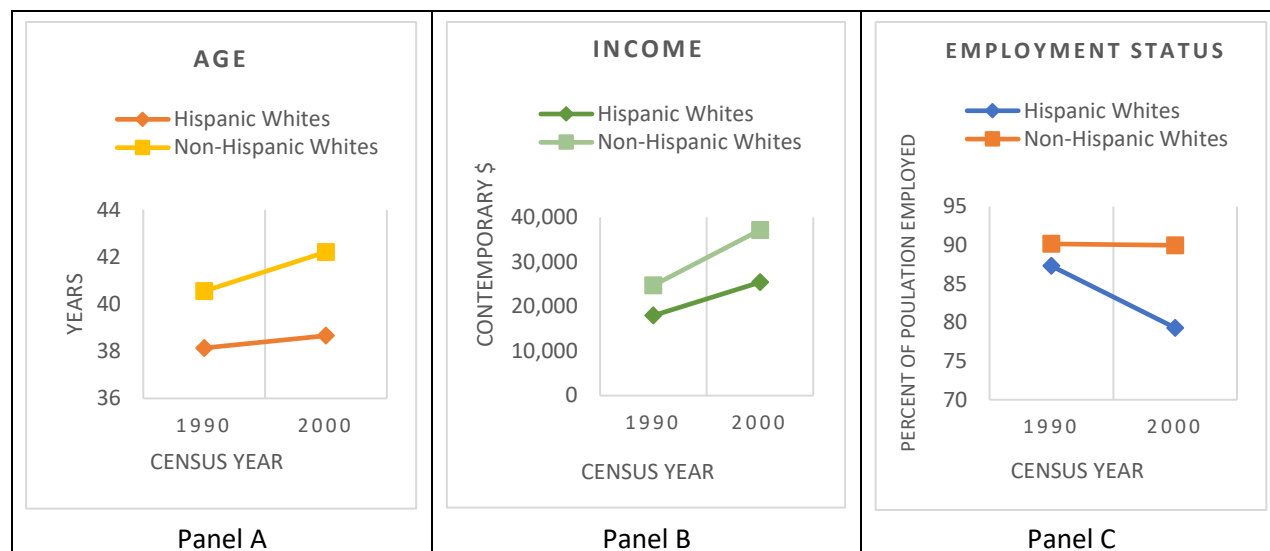 AGE
Hispanic Whites
Non-Hispanic Whites
YEARS
44
42
40
38
36
1990 2000
CENSUS YEAR
Panel A
INCOME
Hispanic Whites
Non-Hispanic Whites
CONTEMPORARY $
40,000
30,000
20,000
10,000
0
1990 2000
CENSUS YEAR
Panel B
EMPLOYMENT STATUS
Hispanic Whites
Non-Hispanic Whites
PERCENT OF POULATION EMPLOYED
95
90
85
80
75
70
1990 2000
CENSUS YEAR
Panel C